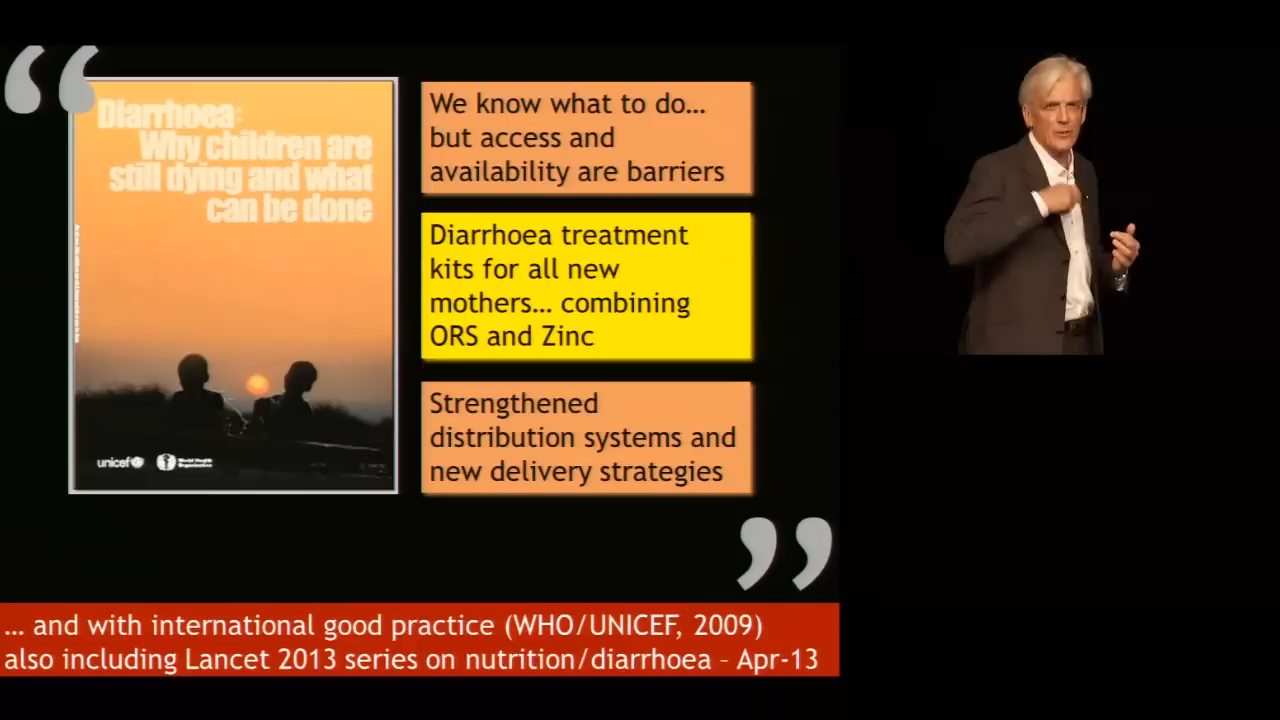 Diarrhoea:
Why children are
still dying and what
can be done
unicef
World Health
Organization
We know what to do…
but access and
availability are barriers
Diarrhoea treatment
kits for all new
mothers… combining
ORS and Zinc
Strengthened
distribution systems and
new delivery strategies
… and with international good practice (WHO/UNICEF, 2009)
also including Lancet 2013 series on nutrition/diarrhoea – Apr-13